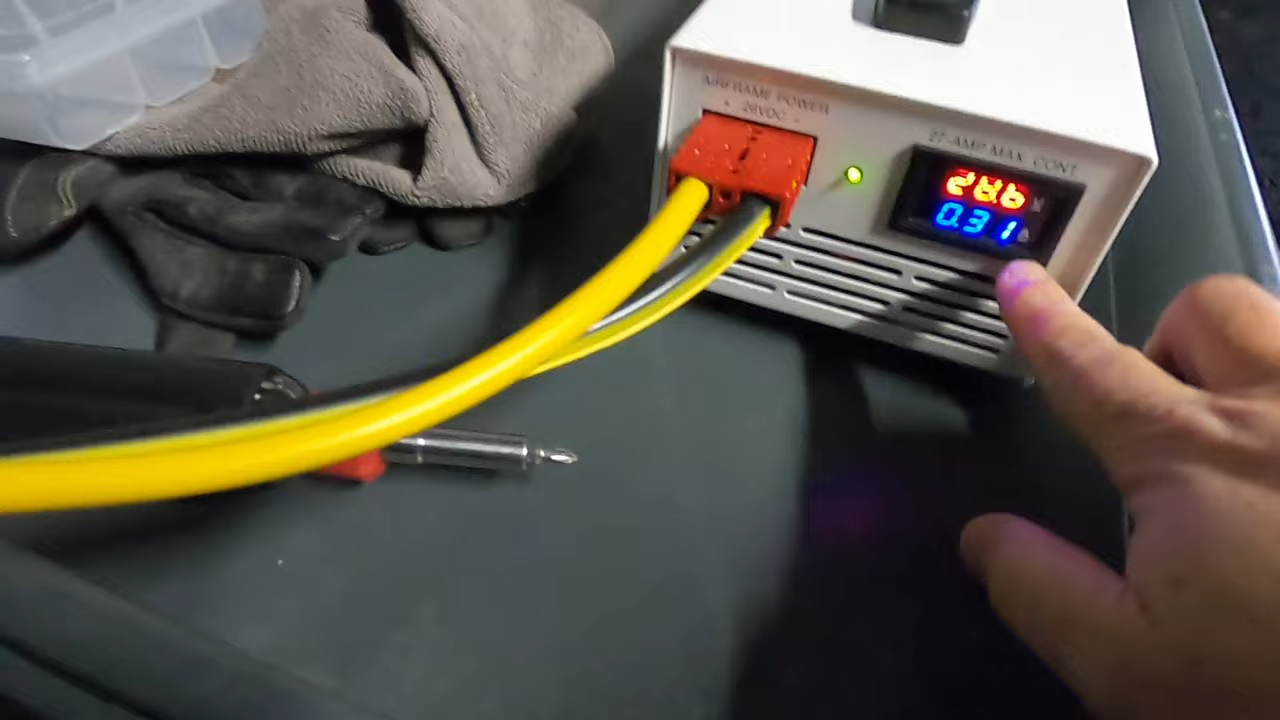 AIRFRAME POWER
+ 28VDC -
27-AMP MAX CONT.
28.6 V
0.31 A